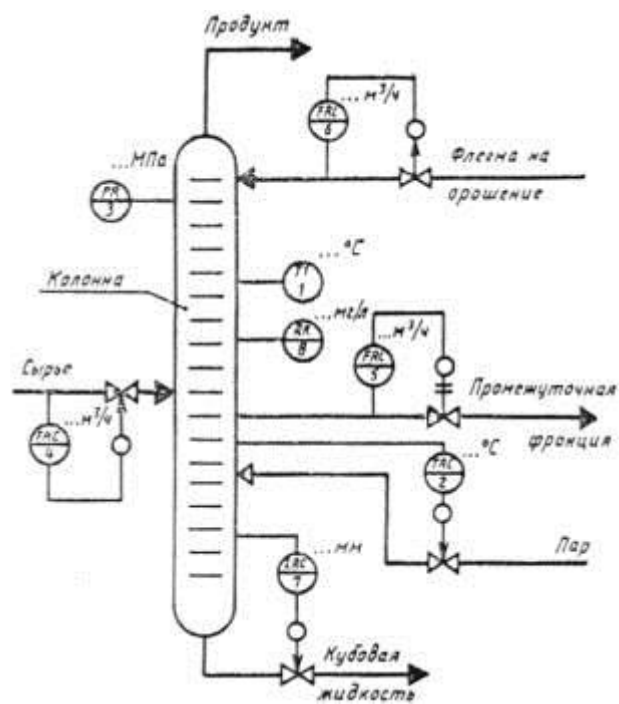 Продукт
...м³/ч
FRC
6
...МПа
Флегма на
орошение
PR
3
...°C
TI
1
Колонна
...мг/л
QR
8
...м³/ч
FRC
5
Сырье
Промежуточная
фракция
...м³/ч
4
...°C
TRC
2
...мм
LRC
7
Пар
Кубовая
жидкость